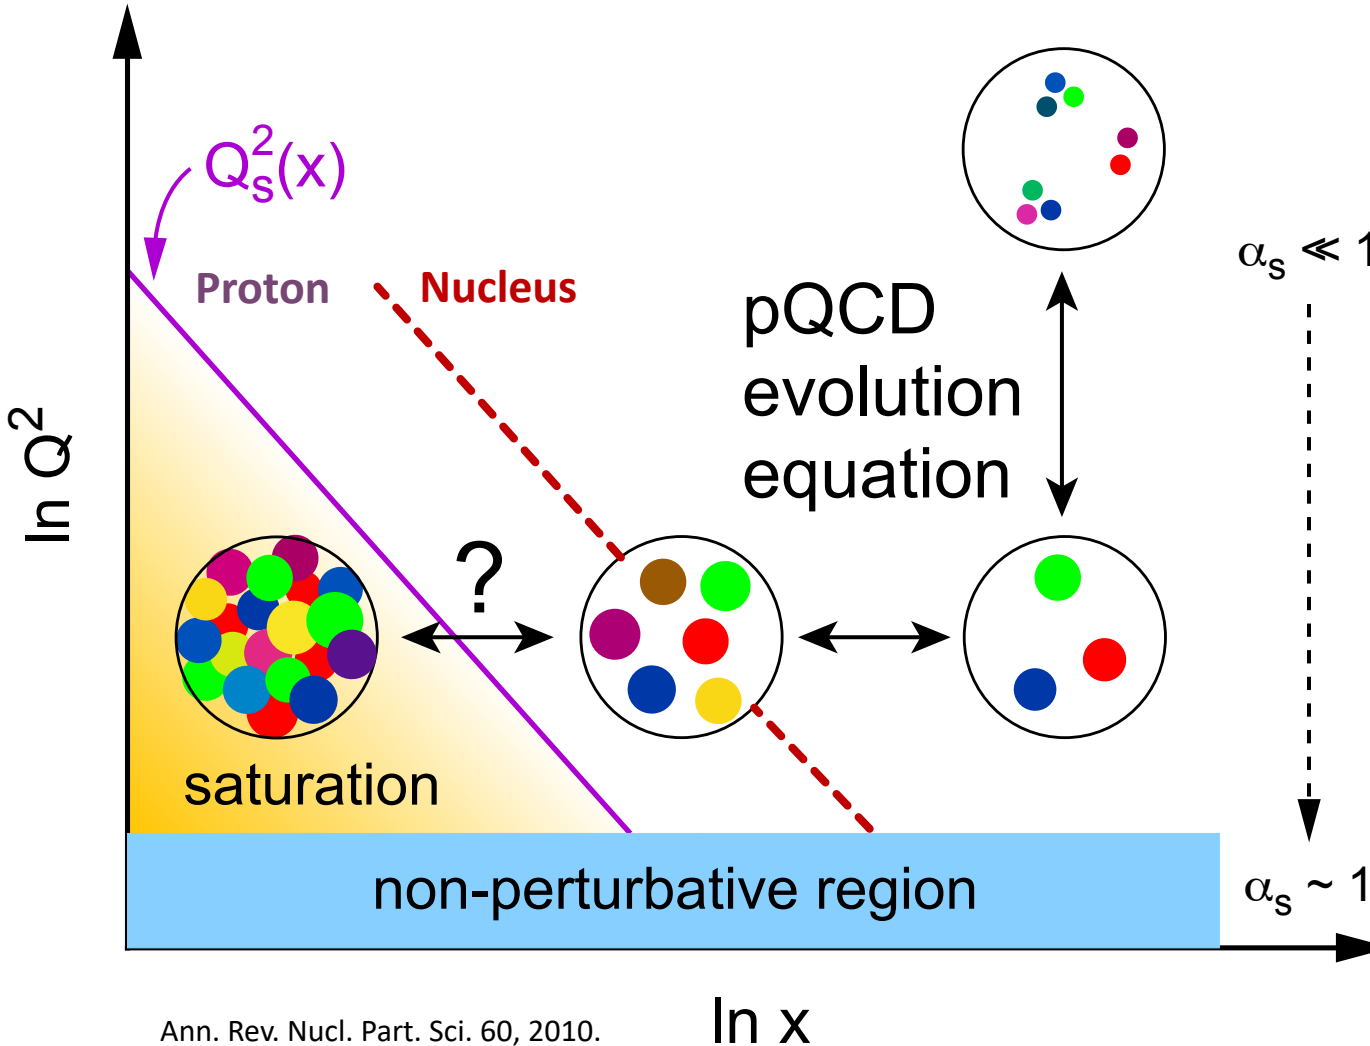 Q_s^2(x)
Proton
Nucleus
α_s ≪ 1
pQCD
evolution
equation
ln Q^2
?
saturation
non-perturbative region
α_s ~ 1
ln x
Ann. Rev. Nucl. Part. Sci. 60, 2010.